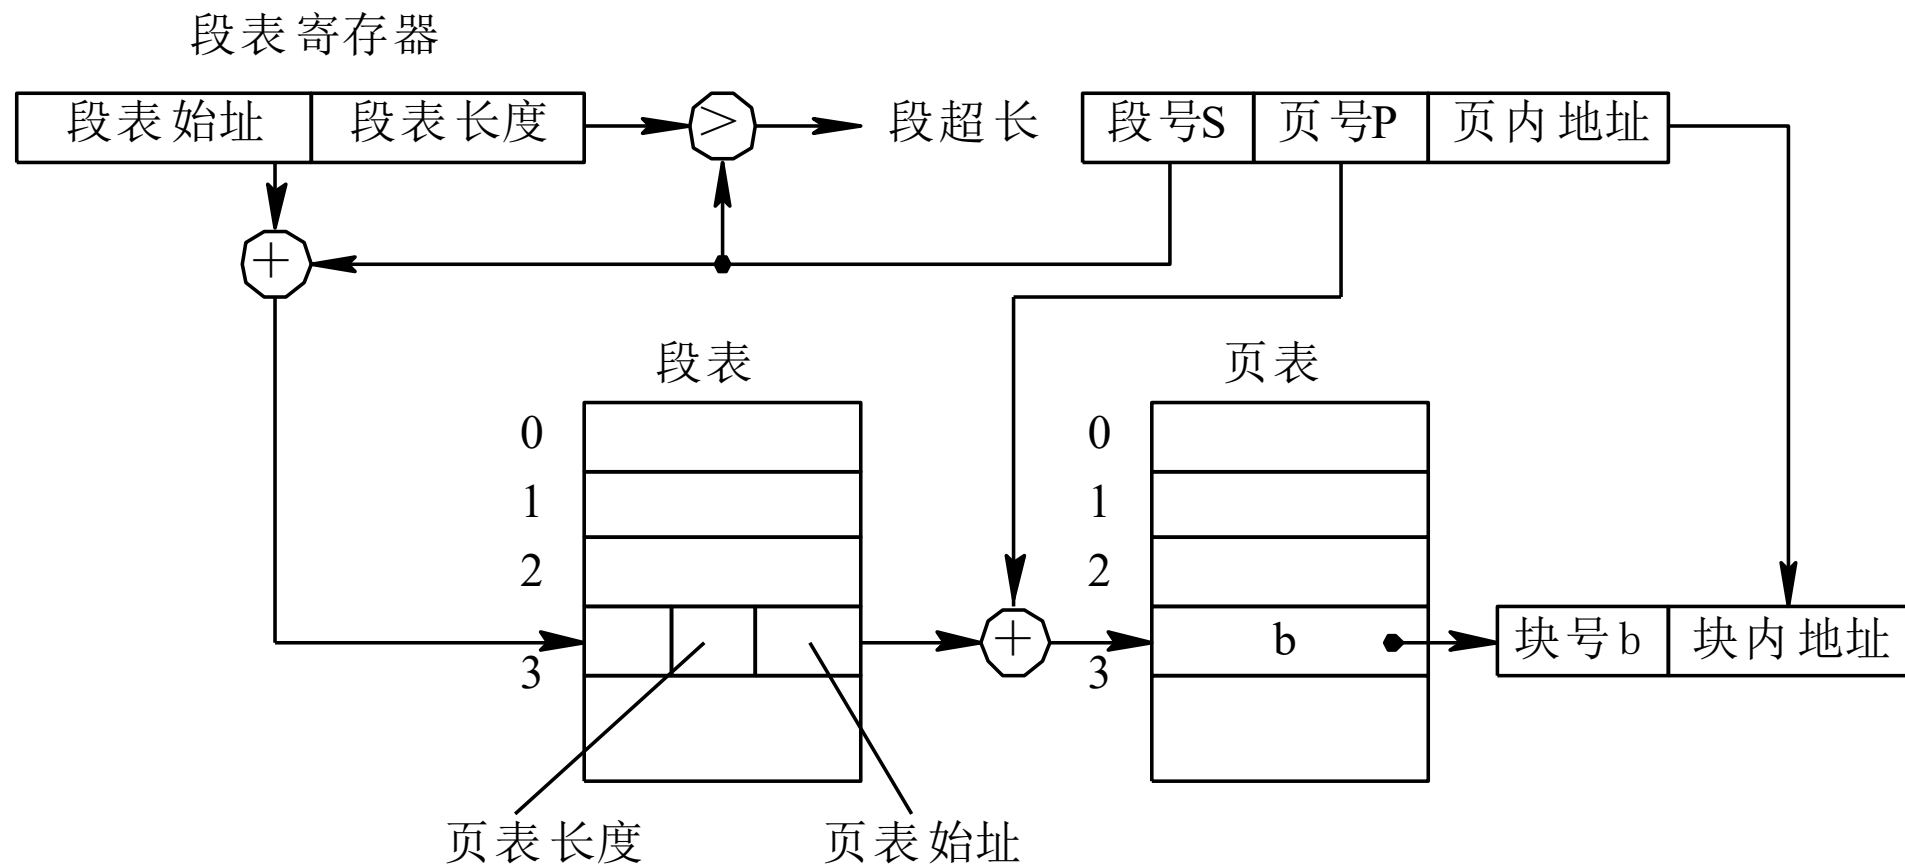 段表寄存器
段表始址 段表长度 > 段超长 段号S 页号P 页内地址
+
段表 页表
0 0
1 1
2 2
+ b 块号b 块内地址
3 3
页表长度 页表始址